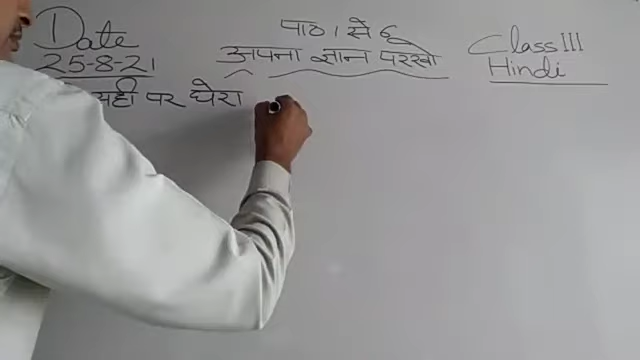 Date
25-8-21
पाठ 1 से 6
अपना ज्ञान परखो
Class III
Hindi
सही पर घेरा